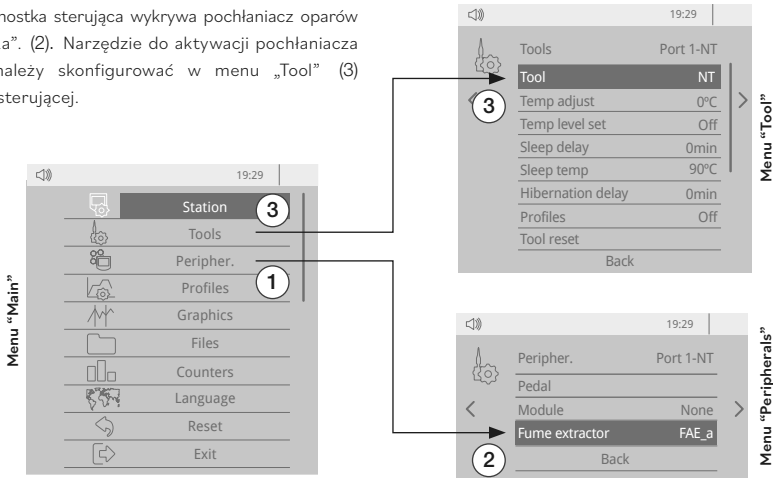 nostka sterująca wykrywa pochłaniacz oparów
a”. (2). Narzędzie do aktywacji pochłaniacza
ależy skonfigurować w menu „Tool” (3)
sterującej.
Menu “Main”
19:29
Station
3
Tools
Peripher.
1
Profiles
Graphics
Files
Counters
Language
Reset
Exit
Menu “Tool”
19:29
Tools Port 1-NT
Tool NT
3
Temp adjust 0ºC
Temp level set Off
Sleep delay 0min
Sleep temp 90ºC
Hibernation delay 0min
Profiles Off
Tool reset
Back
Menu “Peripherals”
19:29
Peripher. Port 1-NT
Pedal
Module None
Fume extractor FAE_a
2
Back